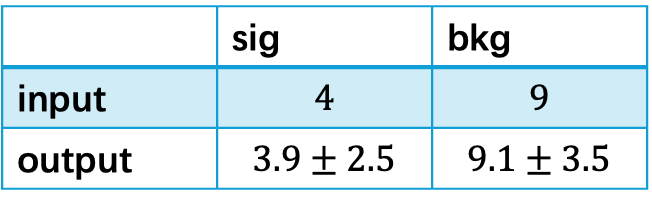 sig bkg
input 4 9
output 3.9 ± 2.5 9.1 ± 3.5